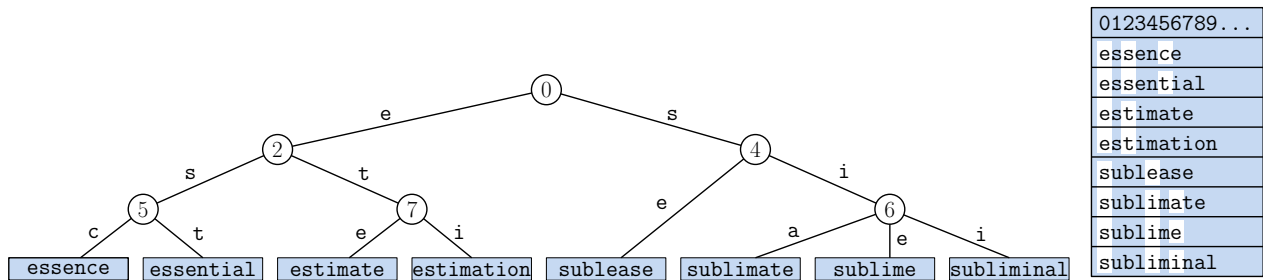 0
e
s
2
4
s
t
i
5
7
e
6
c
t
e
i
a
e
i
essence
essential
estimate
estimation
sublease
sublimate
sublime
subliminal
0123456789...
essence
essential
estimate
estimation
sublease
sublimate
sublime
subliminal